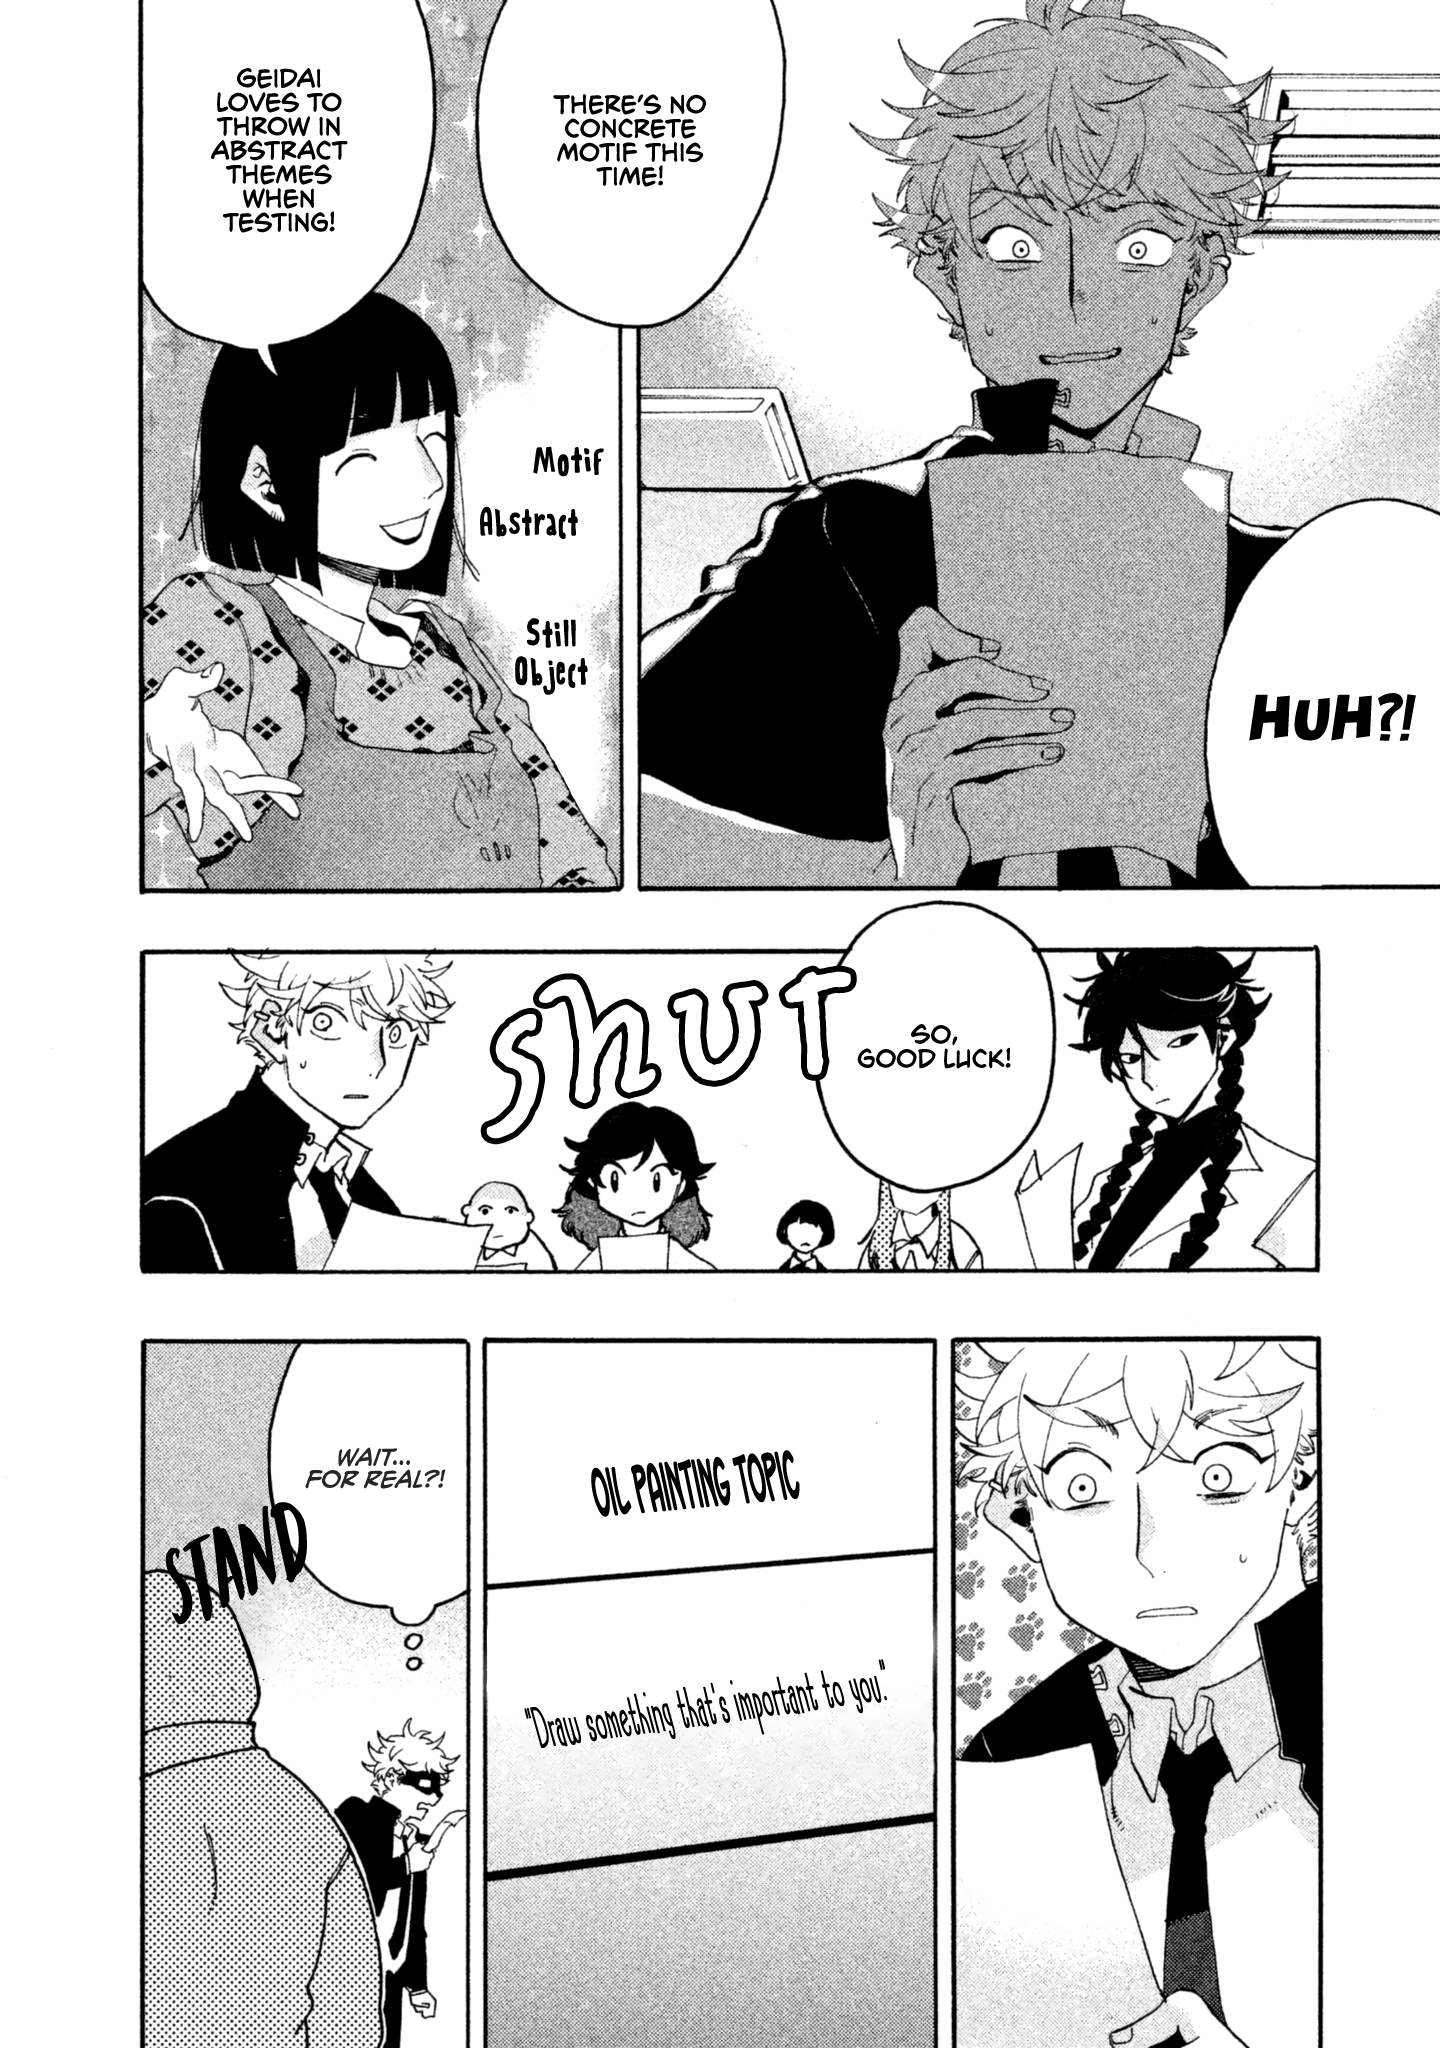 HUH?!
THERE'S NO
CONCRETE
MOTIF THIS
TIME!
GEIDAI
LOVES TO
THROW IN
ABSTRACT
THEMES
WHEN
TESTING!
Motif
Abstract
Still
Object
SO,
GOOD LUCK!
SHUT
OIL PAINTING TOPIC
"Draw something that's important to you."
WAIT...
FOR REAL?!
STAND